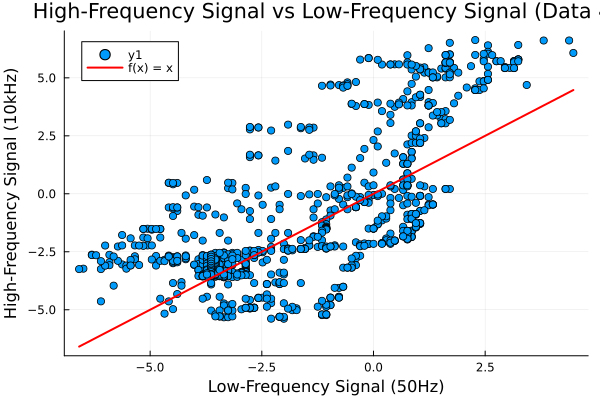 High-Frequency Signal vs Low-Frequency Signal (Data
y1
f(x) = x
High-Frequency Signal (10kHz)
5.0
2.5
0.0
−2.5
−5.0
−5.0 −2.5 0.0 2.5
Low-Frequency Signal (50Hz)